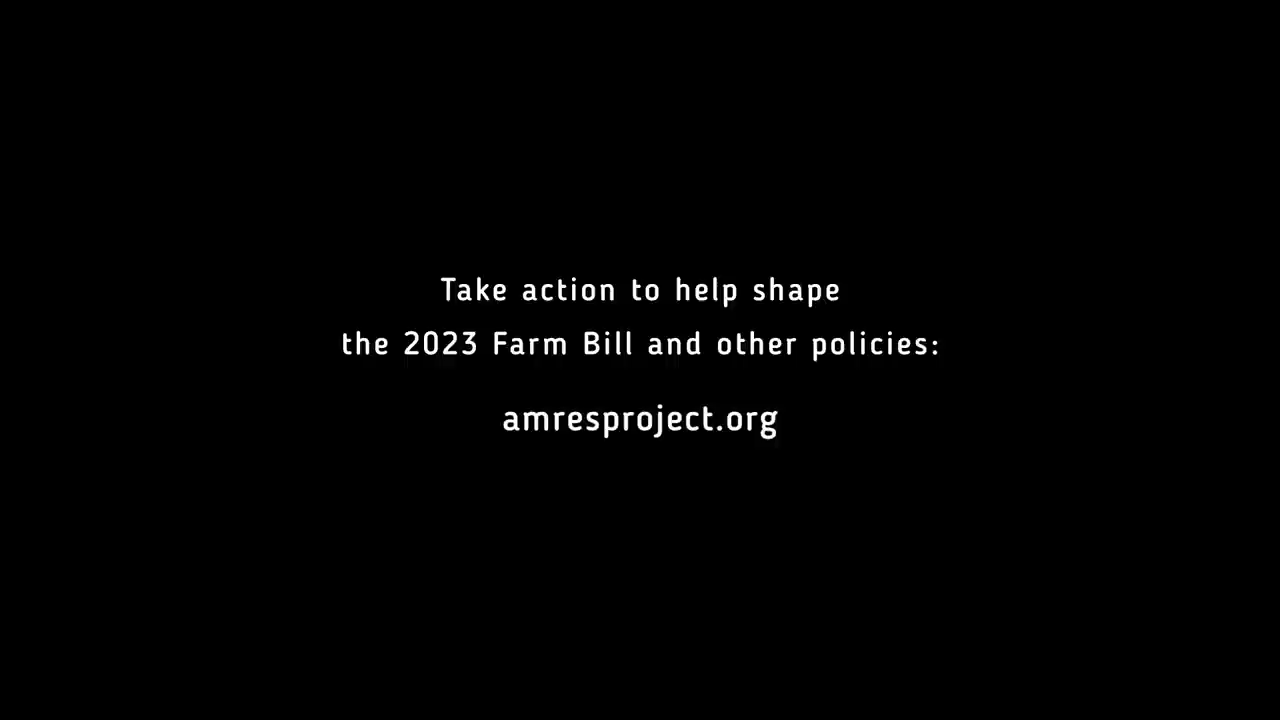 Take action to help shape
the 2023 Farm Bill and other policies:
amresproject.org